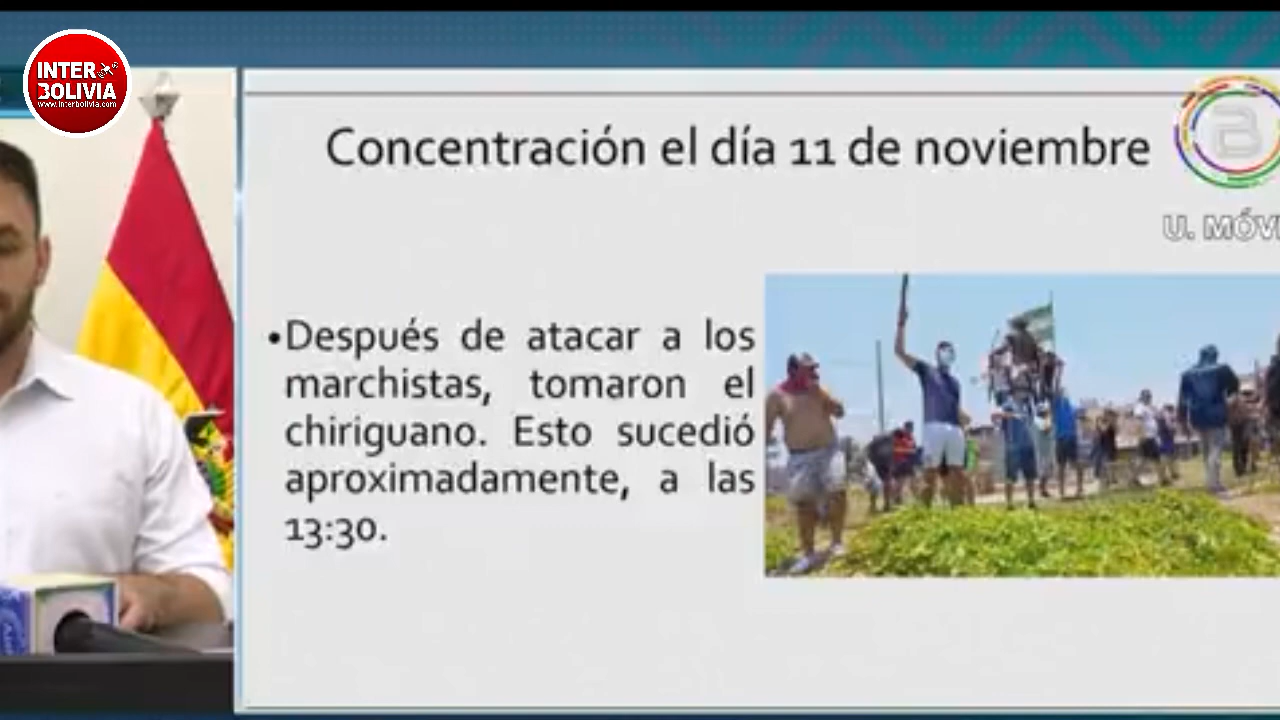 INTER
BOLIVIA
www.interbolivia.com
Concentración el día 11 de noviembre
U. MÓVI
•Después de atacar a los
marchistas, tomaron el
chiriguano. Esto sucedió
aproximadamente, a las
13:30.